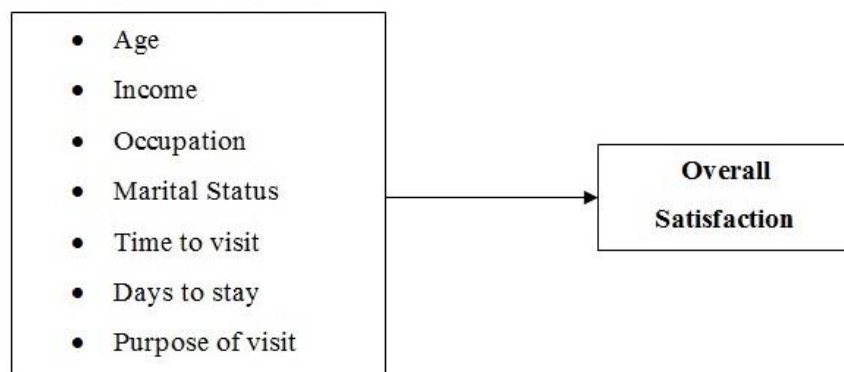 • Age
• Income
• Occupation
• Marital Status
• Time to visit
• Days to stay
• Purpose of visit
Overall
Satisfaction